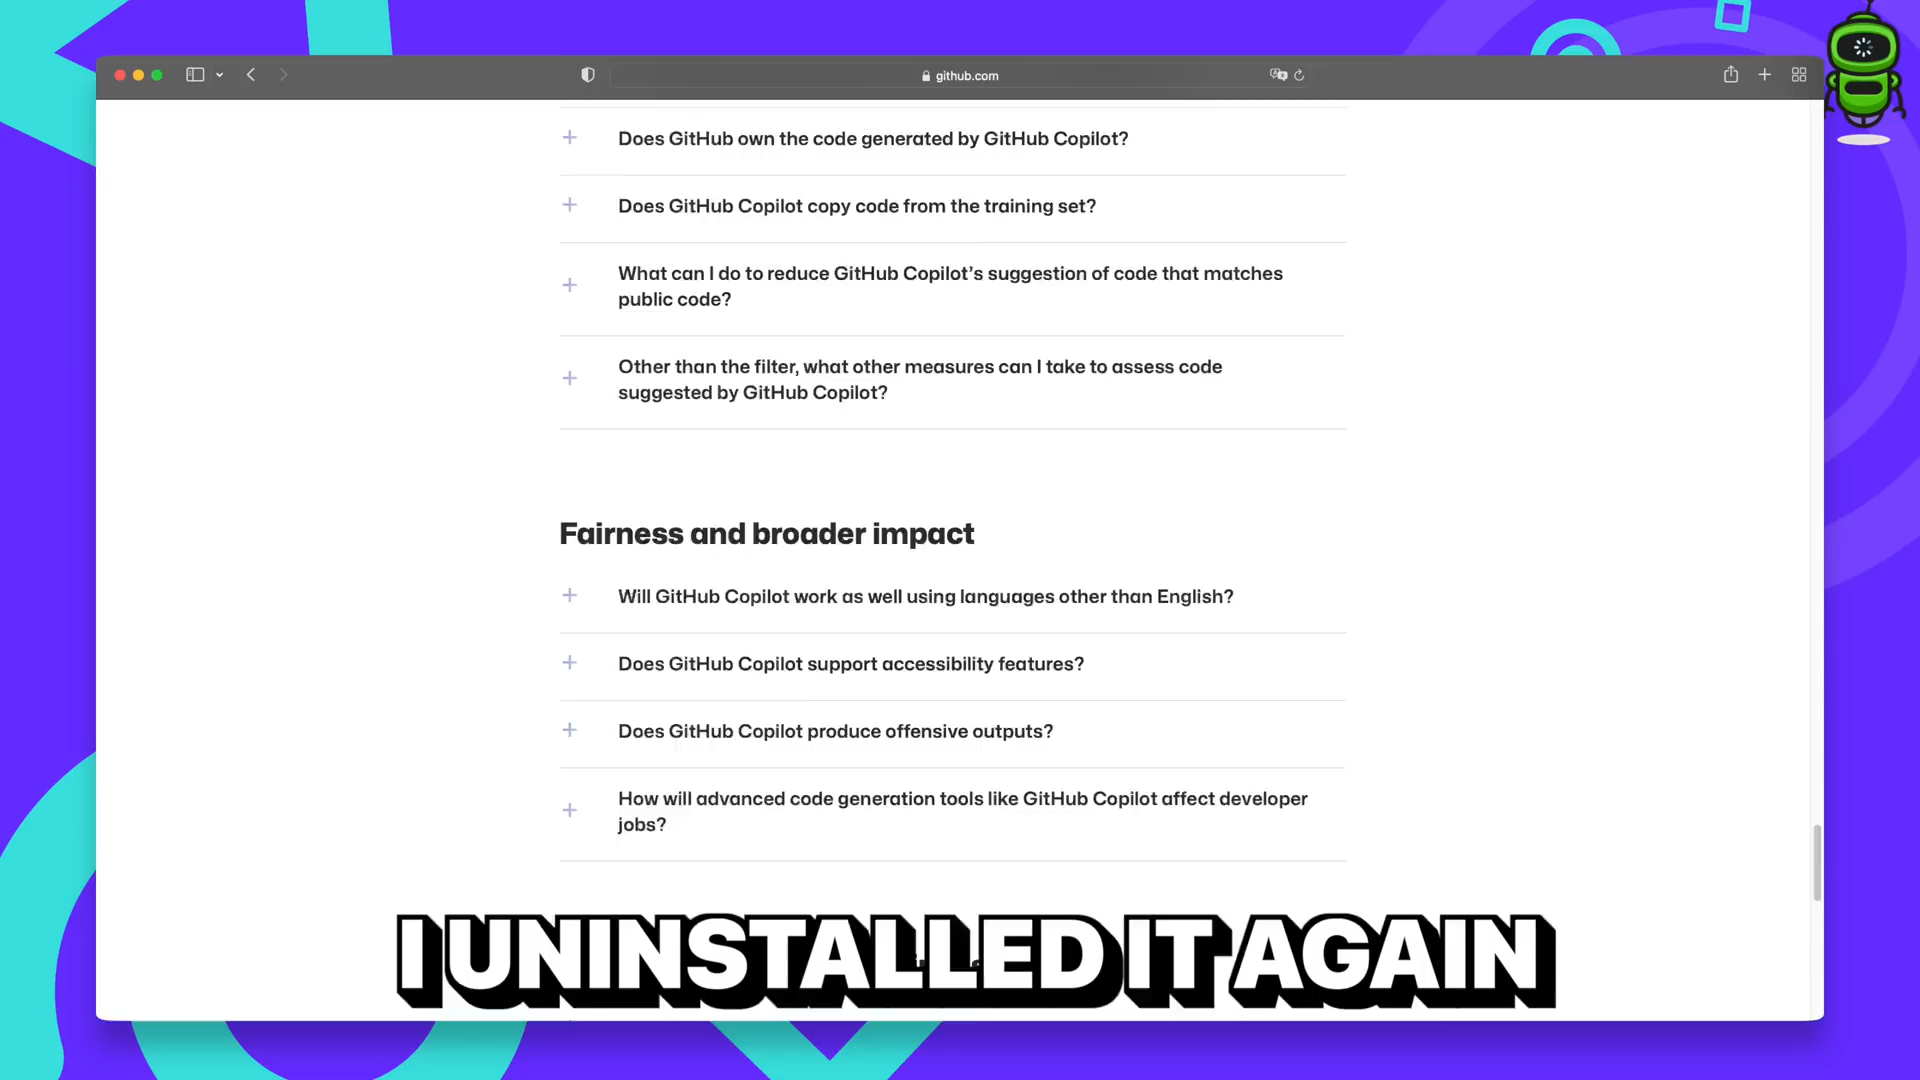 github.com
Does GitHub own the code generated by GitHub Copilot?
Does GitHub Copilot copy code from the training set?
What can I do to reduce GitHub Copilot’s suggestion of code that matches
public code?
Other than the filter, what other measures can I take to assess code
suggested by GitHub Copilot?
Fairness and broader impact
Will GitHub Copilot work as well using languages other than English?
Does GitHub Copilot support accessibility features?
Does GitHub Copilot produce offensive outputs?
How will advanced code generation tools like GitHub Copilot affect developer
jobs?
I UNINSTALLED IT AGAIN